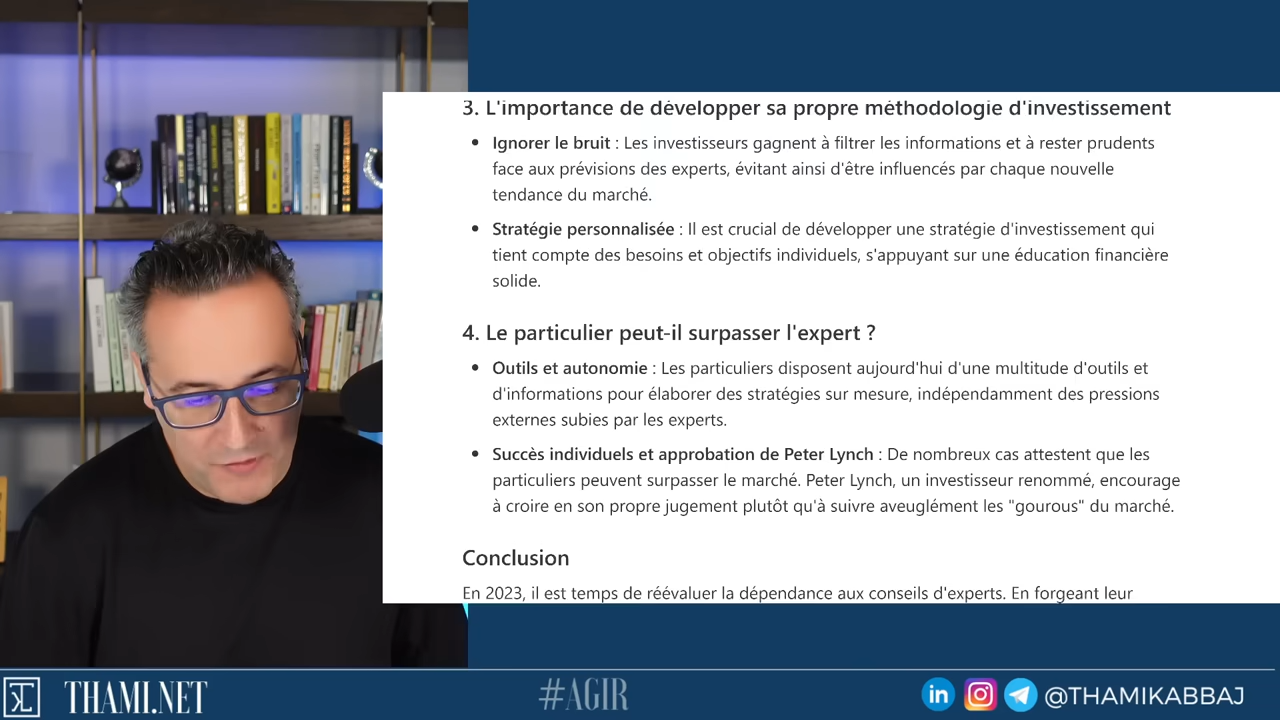 3. L'importance de développer sa propre méthodologie d'investissement
Ignorer le bruit : Les investisseurs gagnent à filtrer les informations et à rester prudents
face aux prévisions des experts, évitant ainsi d'être influencés par chaque nouvelle
tendance du marché.
Stratégie personnalisée : Il est crucial de développer une stratégie d'investissement qui
tient compte des besoins et objectifs individuels, s'appuyant sur une éducation financière
solide.
4. Le particulier peut-il surpasser l'expert ?
Outils et autonomie : Les particuliers disposent aujourd'hui d'une multitude d'outils et
d'informations pour élaborer des stratégies sur mesure, indépendamment des pressions
externes subies par les experts.
Succès individuels et approbation de Peter Lynch : De nombreux cas attestent que les
particuliers peuvent surpasser le marché. Peter Lynch, un investisseur renommé, encourage
à croire en son propre jugement plutôt qu'à suivre aveuglément les "gourous" du marché.
Conclusion
En 2023, il est temps de réévaluer la dépendance aux conseils d'experts. En forgeant leur
THAMI.NET
#AGIR
in
@THAMIKABBAJ